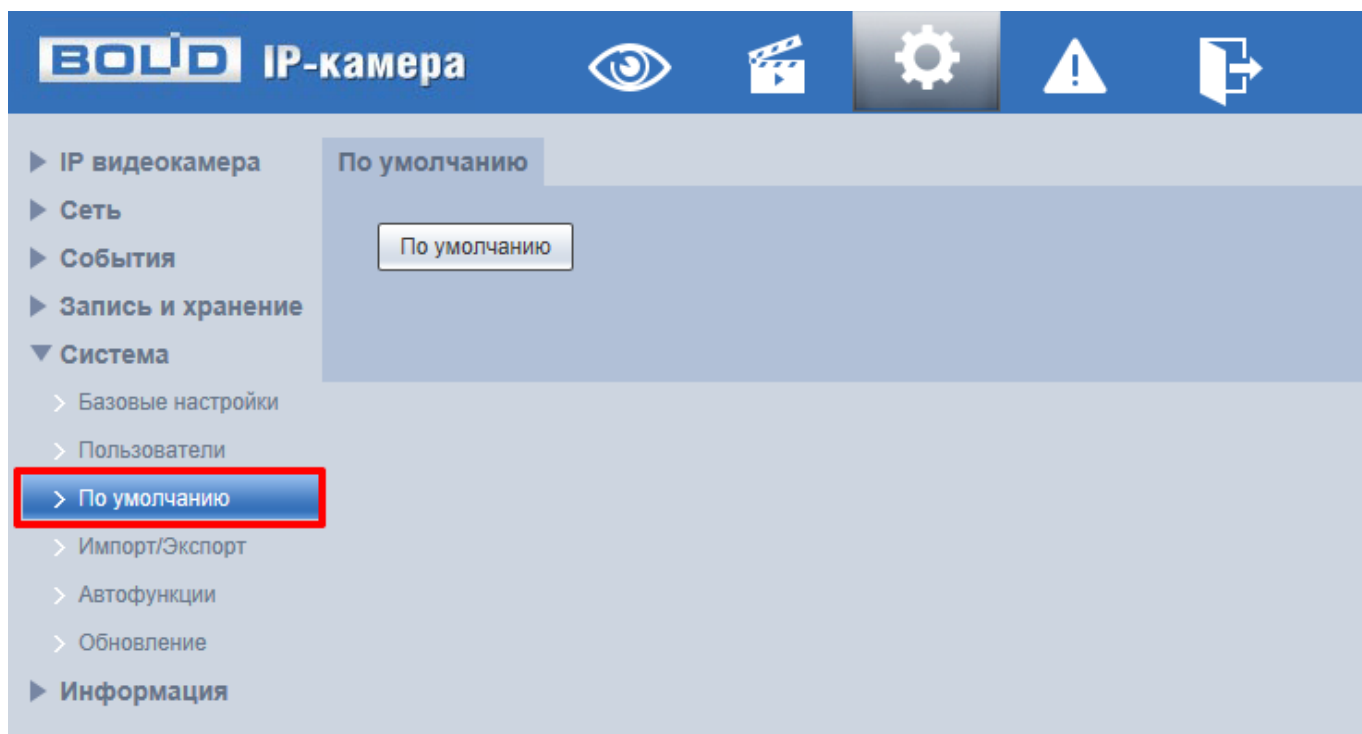 BOLID IP-камера
IP видеокамера
Сеть
События
Запись и хранение
Система
Базовые настройки
Пользователи
По умолчанию
Импорт/Экспорт
Автофункции
Обновление
Информация
По умолчанию
По умолчанию